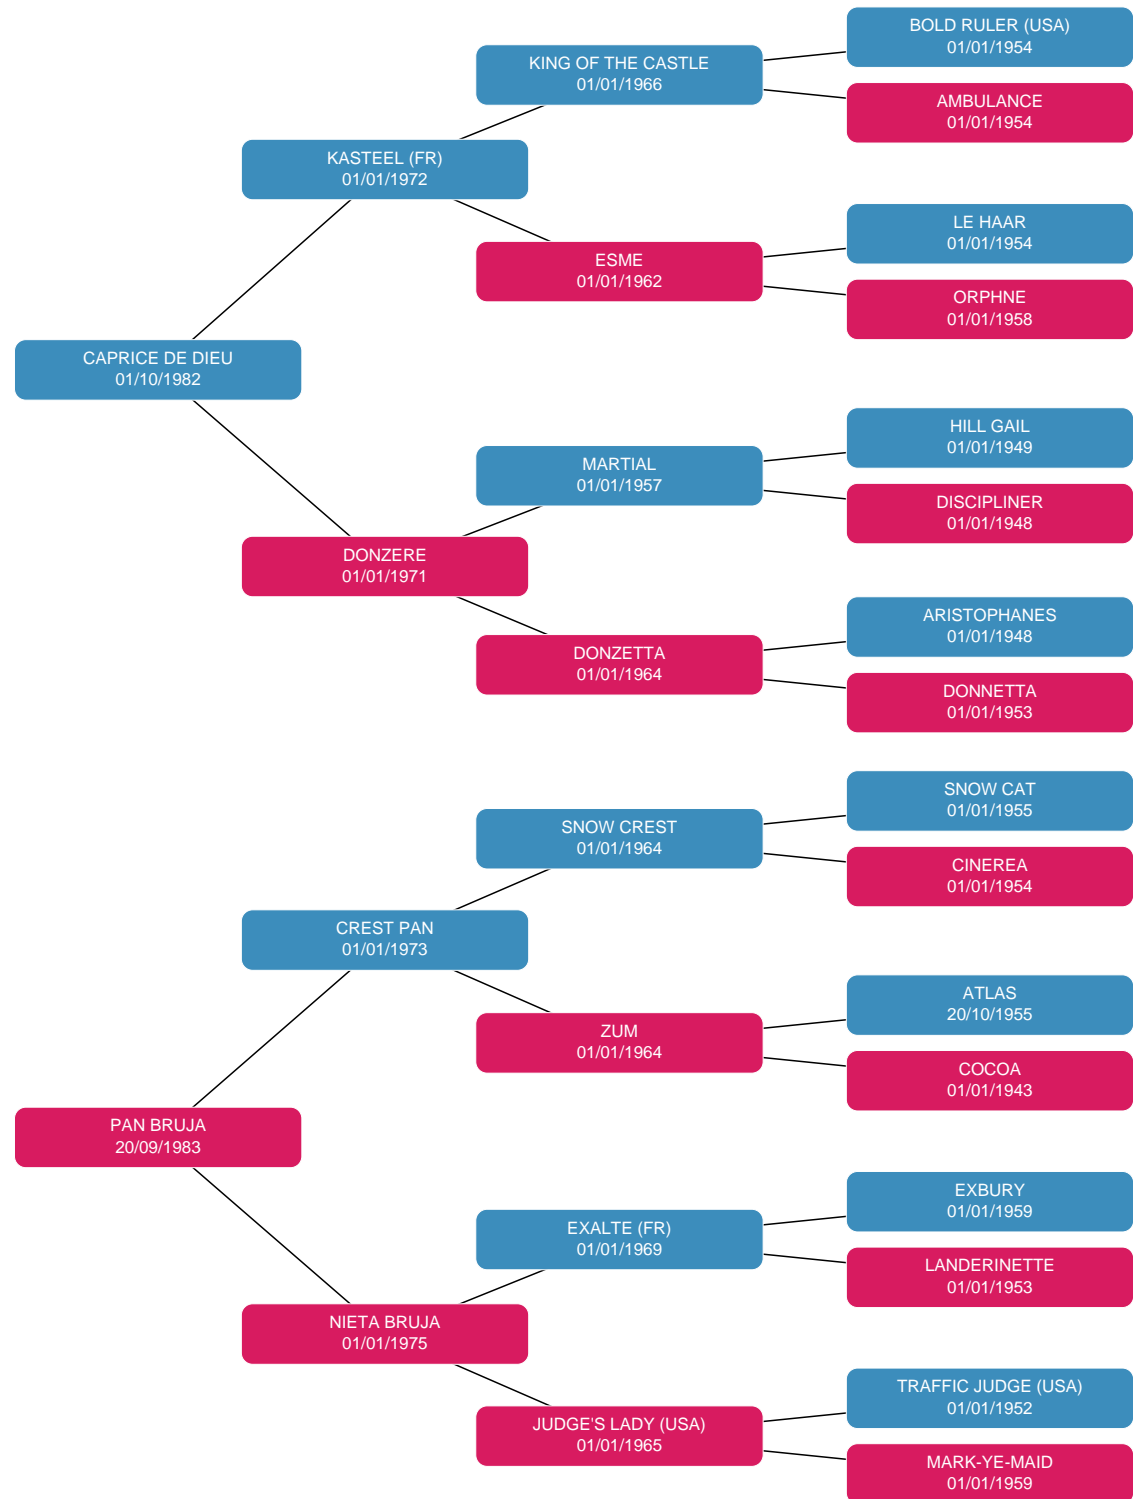 BOLD RULER (USA)
01/01/1954
KING OF THE CASTLE
01/01/1966
AMBULANCE
01/01/1954
KASTEEL (FR)
01/01/1972
LE HAAR
01/01/1954
ESME
01/01/1962
ORPHNE
01/01/1958
CAPRICE DE DIEU
01/10/1982
HILL GAIL
01/01/1949
MARTIAL
01/01/1957
DISCIPLINER
01/01/1948
DONZERE
01/01/1971
ARISTOPHANES
01/01/1948
DONZETTA
01/01/1964
DONNETTA
01/01/1953
SNOW CAT
01/01/1955
SNOW CREST
01/01/1964
CINEREA
01/01/1954
CREST PAN
01/01/1973
ATLAS
20/10/1955
ZUM
01/01/1964
COCOA
01/01/1943
PAN BRUJA
20/09/1983
EXBURY
01/01/1959
EXALTE (FR)
01/01/1969
LANDERINETTE
01/01/1953
NIETA BRUJA
01/01/1975
TRAFFIC JUDGE (USA)
01/01/1952
JUDGE'S LADY (USA)
01/01/1965
MARK-YE-MAID
01/01/1959